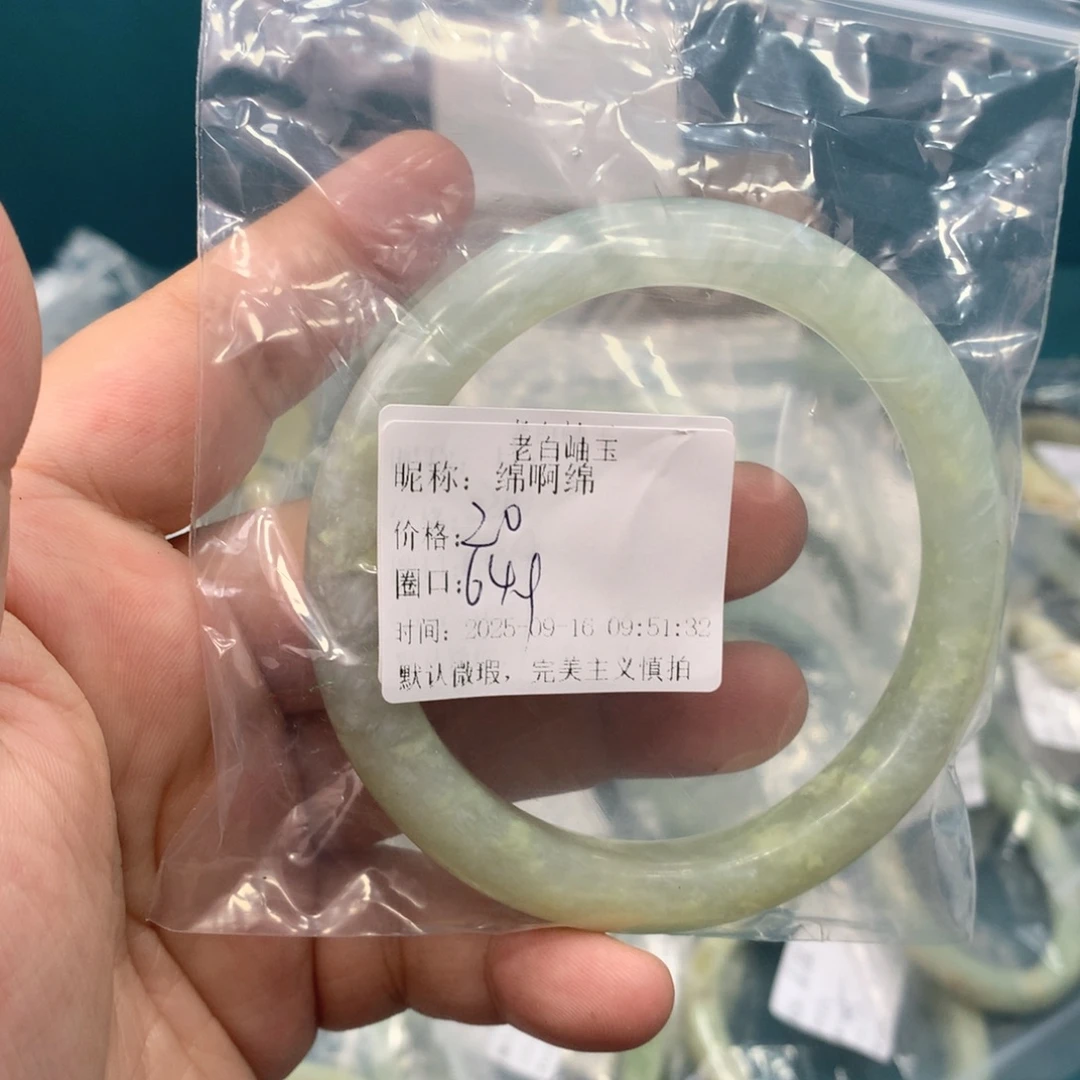 老白岫玉
昵称：绵啊绵
价格：20
圈口：64
时间：2025-09-16 09:51:32
默认微瑕，完美主义慎拍